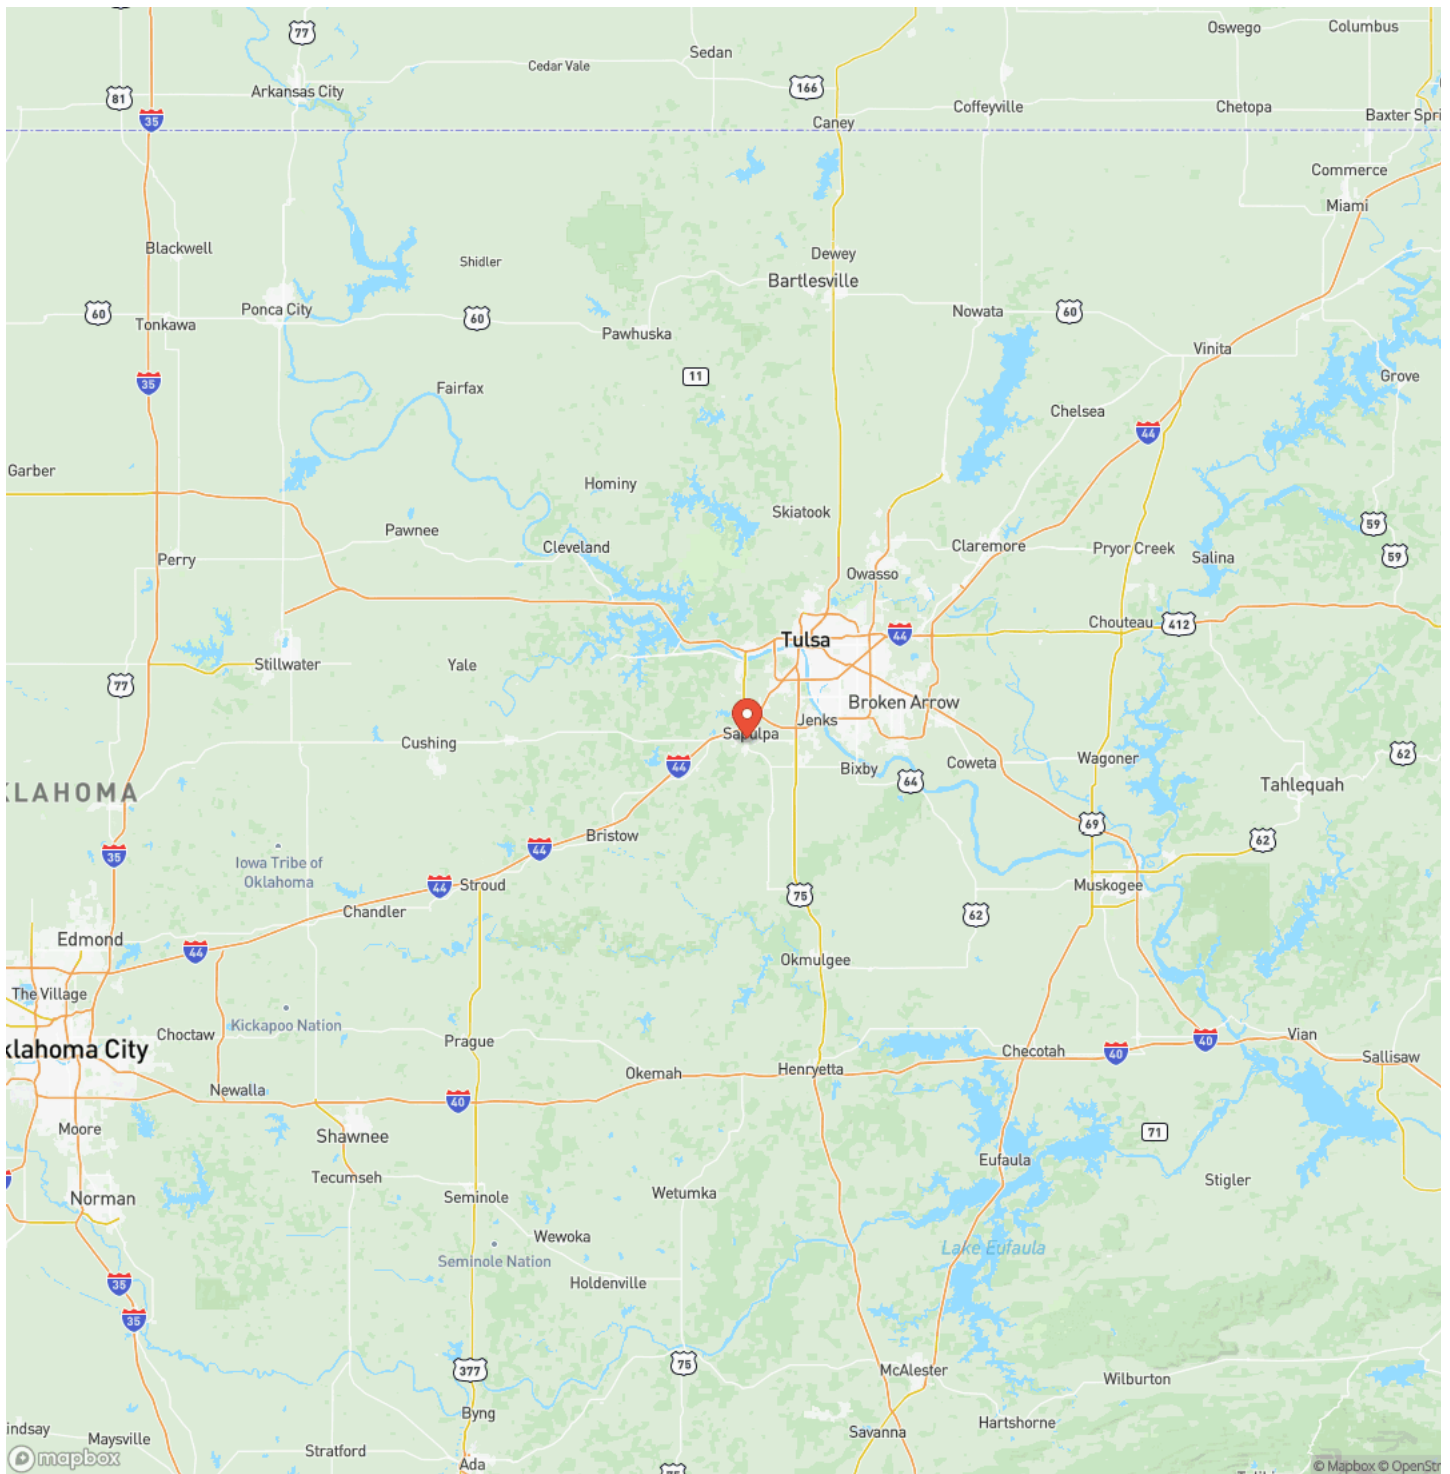 77
Sedan
Oswego
Columbus
Cedar Vale
Arkansas City
81
166
35
Coffeyville
Chetopa
Baxter Spri
Caney
Commerce
Miami
Blackwell
Shidler
Dewey
Bartlesville
Ponca City
60
60
60
Nowata
Tonkawa
Pawhuska
Vinita
11
35
Fairfax
Grove
Chelsea
44
Garber
Hominy
Skiatook
59
Pawnee
Cleveland
Claremore
Pryor Creek
Salina
59
Perry
Owasso
Tulsa
44
Chouteau
412
Stillwater
Yale
77
Broken Arrow
Jenks
Sapulpa
Cushing
44
Bixby
Coweta
Wagoner
62
64
Tahlequah
KLAHOMA
69
Bristow
62
35
44
Iowa Tribe of
Oklahoma
44
Stroud
75
Muskogee
Chandler
62
Edmond
44
Okmulgee
The Village
Kickapoo Nation
Choctaw
klahoma City
Prague
40
40
Checotah
Vian
Sallisaw
Okemah
Henryetta
Newalla
40
Moore
Shawnee
71
Eufaula
Tecumseh
Stigler
Norman
Seminole
Wetumka
Wewoka
Lake Eufaula
Seminole Nation
35
Holdenville
35
377
75
McAlester
Wilburton
Byng
Hartshorne
indsay
Maysville
Savanna
Stratford
mapbox
Ada
75
© Mapbox © OpenStr